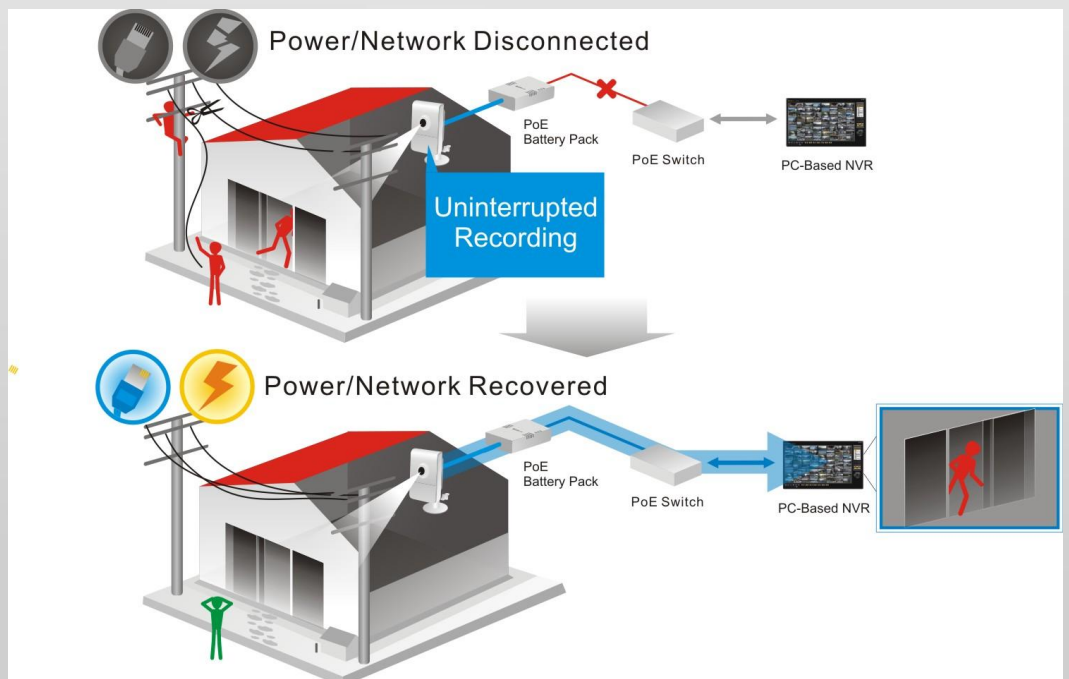 Power/Network Disconnected
PoE
Battery Pack
PoE Switch
PC-Based NVR
Uninterrupted
Recording
Power/Network Recovered
PoE
Battery Pack
PoE Switch
PC-Based NVR